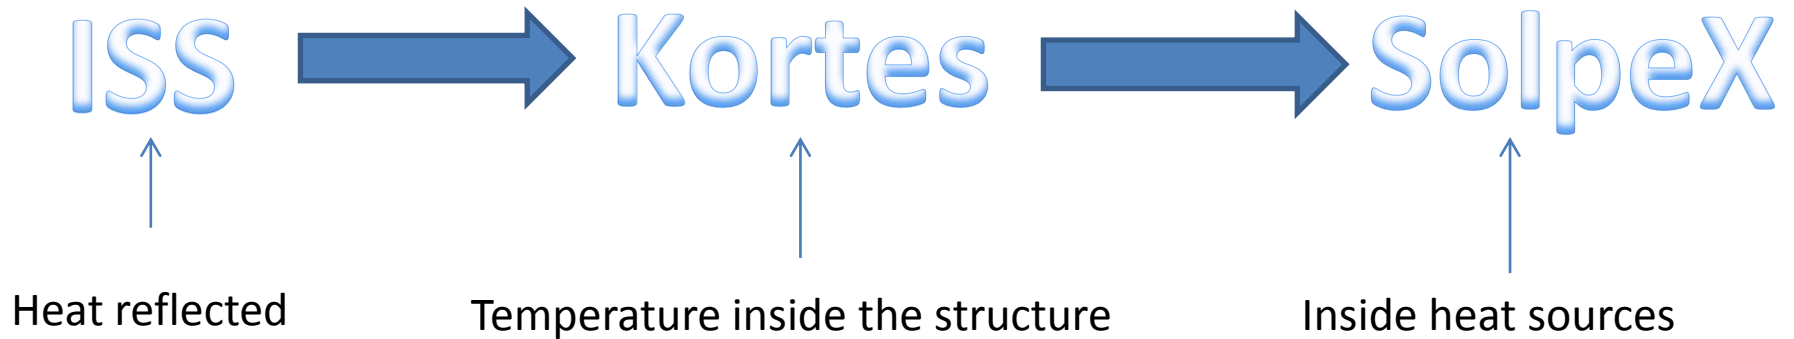 ISS Kortes SolpeX
Heat reflected Temperature inside the structure Inside heat sources